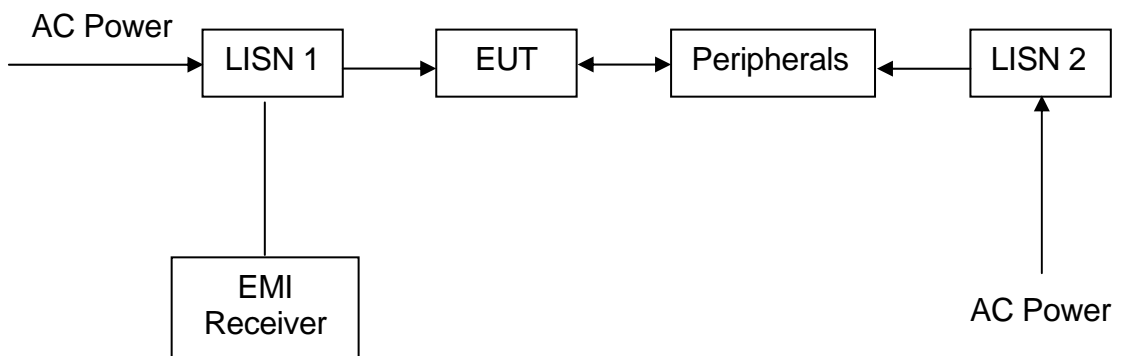 AC Power
LISN 1
EUT
Peripherals
LISN 2
EMI
Receiver
AC Power